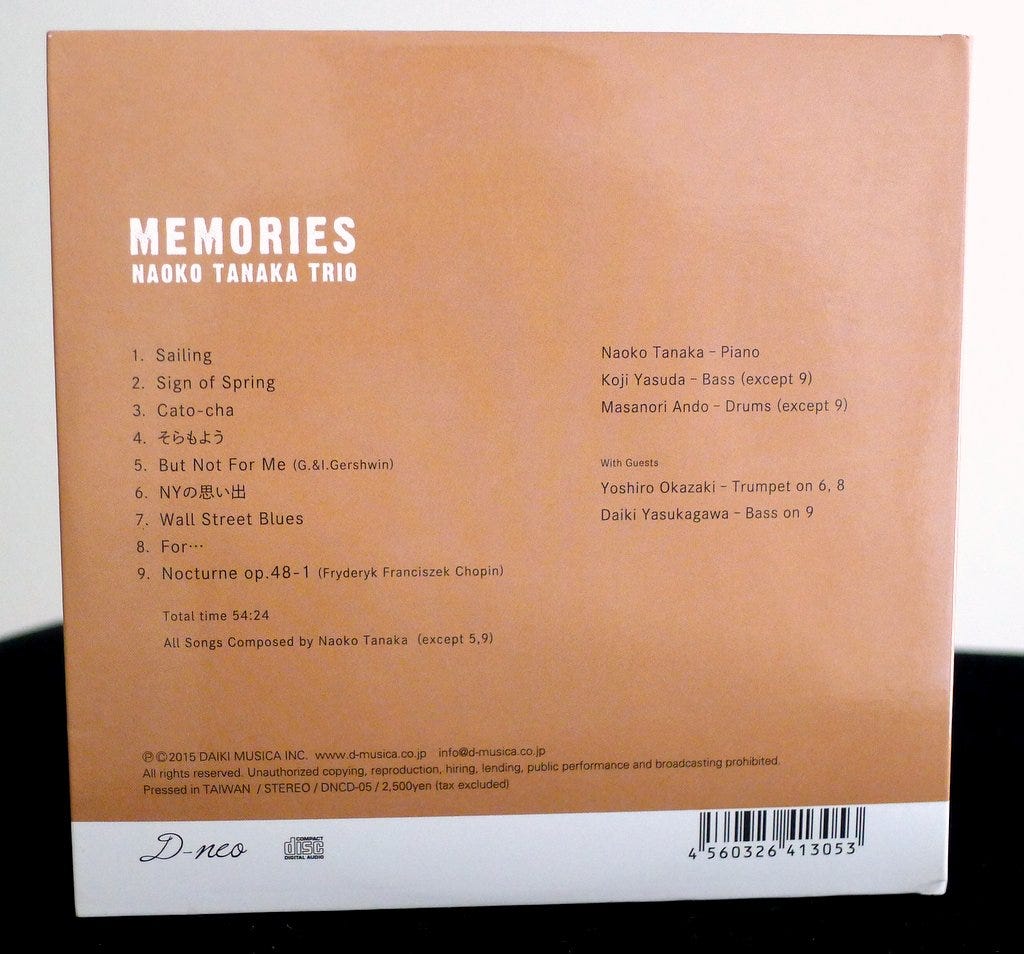 MEMORIES
NAOKO TANAKA TRIO
1. Sailing
2. Sign of Spring
3. Cato-cha
4. そらもよう
5. But Not For Me (G.&I.Gershwin)
6. NYの思い出
7. Wall Street Blues
8. For…
9. Nocturne op.48-1 (Fryderyk Franciszek Chopin)
Total time 54:24
All Songs Composed by Naoko Tanaka (except 5,9)
Naoko Tanaka – Piano
Koji Yasuda – Bass (except 9)
Masanori Ando – Drums (except 9)
With Guests
Yoshiro Okazaki – Trumpet on 6, 8
Daiki Yasukagawa – Bass on 9
℗©2015 DAIKI MUSICA INC. www.d-musica.co.jp info@d-musica.co.jp
All rights reserved. Unauthorized copying, reproduction, hiring, lending, public performance and broadcasting prohibited.
Pressed in TAIWAN / STEREO / DNCD-05 / 2,500yen (tax excluded)
D-neo
COMPACT
disc
DIGITAL AUDIO
4 560326 413053